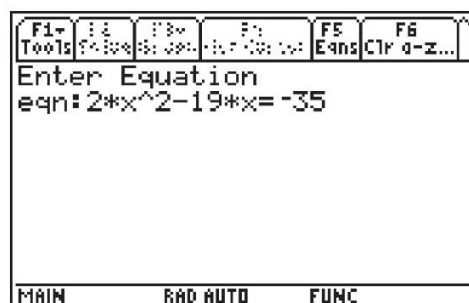 F1 F5 F6
Tools Eqns Clr a-z...
Enter Equation
eqn:2*x^2-19*x=-35
MAIN RAD AUTO FUNC